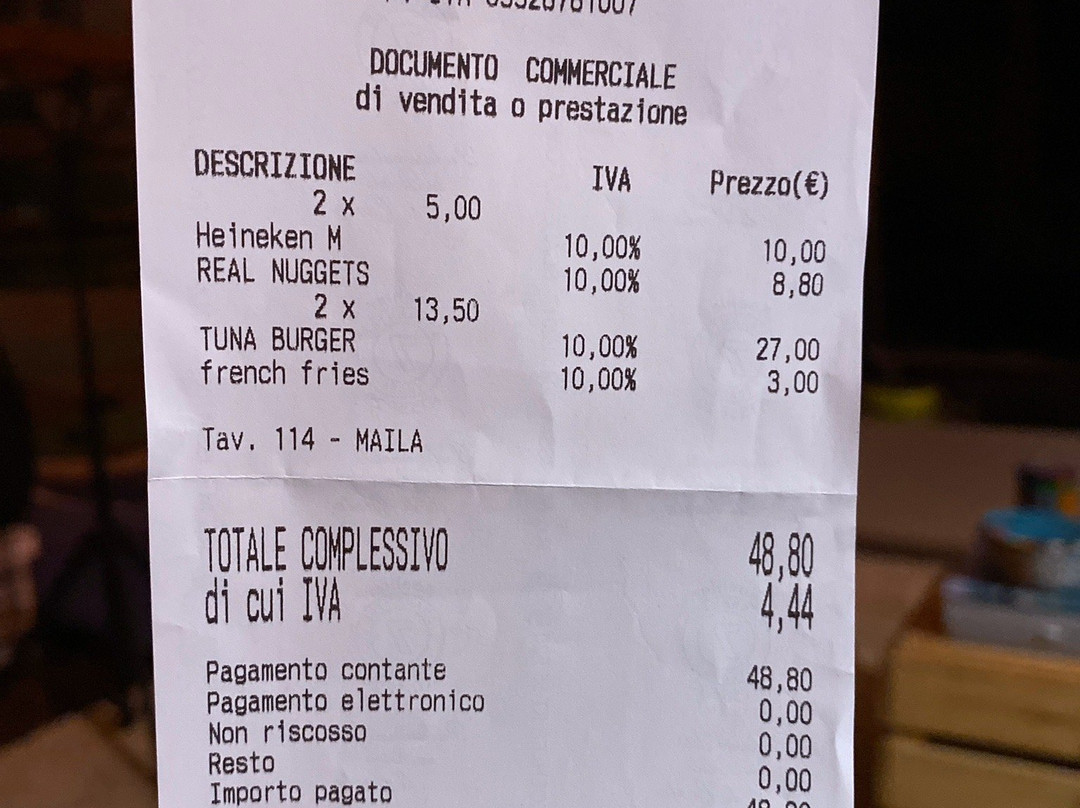 DOCUMENTO COMMERCIALE
di vendita o prestazione
DESCRIZIONE IVA Prezzo(€)
2 x 5,00
Heineken M 10,00% 10,00
REAL NUGGETS 10,00% 8,80
2 x 13,50
TUNA BURGER 10,00% 27,00
french fries 10,00% 3,00
Tav. 114 - MAILA
TOTALE COMPLESSIVO 48,80
di cui IVA 4,44
Pagamento contante 48,80
Pagamento elettronico 0,00
Non riscosso 0,00
Resto 0,00
Importo pagato